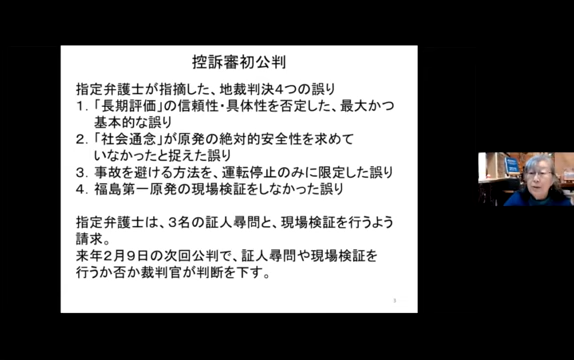 控訴審初公判
指定弁護士が指摘した、地裁判決4つの誤り
1.「長期評価」の信頼性・具体性を否定した、最大かつ
基本的な誤り
2.「社会通念」が原発の絶対的安全性を求めて
いなかったと捉えた誤り
3. 事故を避ける方法を、運転停止のみに限定した誤り
4. 福島第一原発の現場検証をしなかった誤り
指定弁護士は、3名の証人尋問と、現場検証を行うよう
請求。
来年2月9日の次回公判で、証人尋問や現場検証を
行うか否か裁判官が判断を下す。